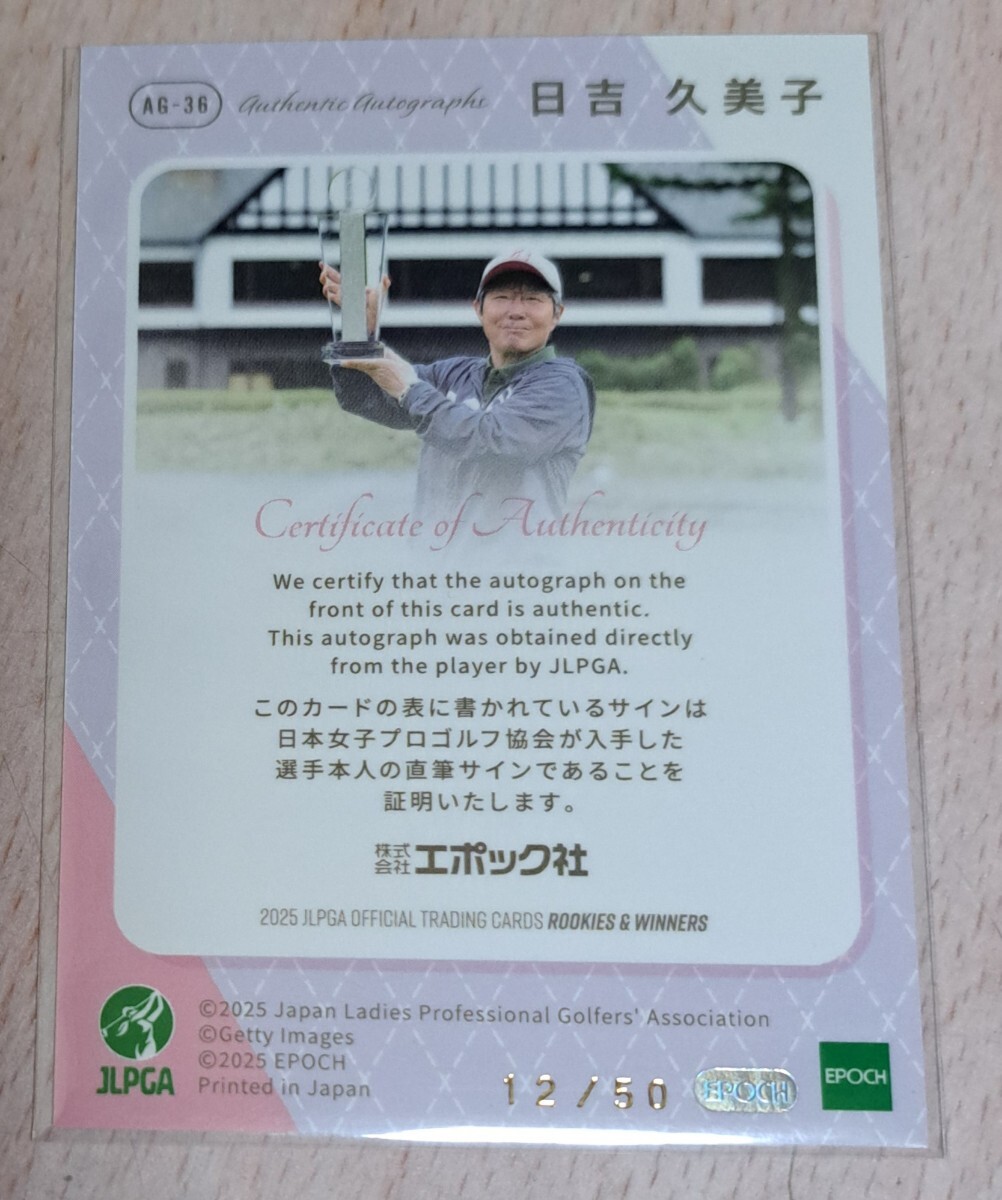 AG-36 Authentic Autographs 日吉 久美子
Certificate of Authenticity
We certify that the autograph on the
front of this card is authentic.
This autograph was obtained directly
from the player by JLPGA.
このカードの表に書かれているサインは
日本女子プロゴルフ協会が入手した
選手本人の直筆サインであることを
証明いたします。
株式会社エポック社
2025 JLPGA OFFICIAL TRADING CARDS ROOKIES & WINNERS
©2025 Japan Ladies Professional Golfers' Association
©Getty Images
©2025 EPOCH
Printed in Japan
JLPGA
12/50
EPOCH
EPOCH